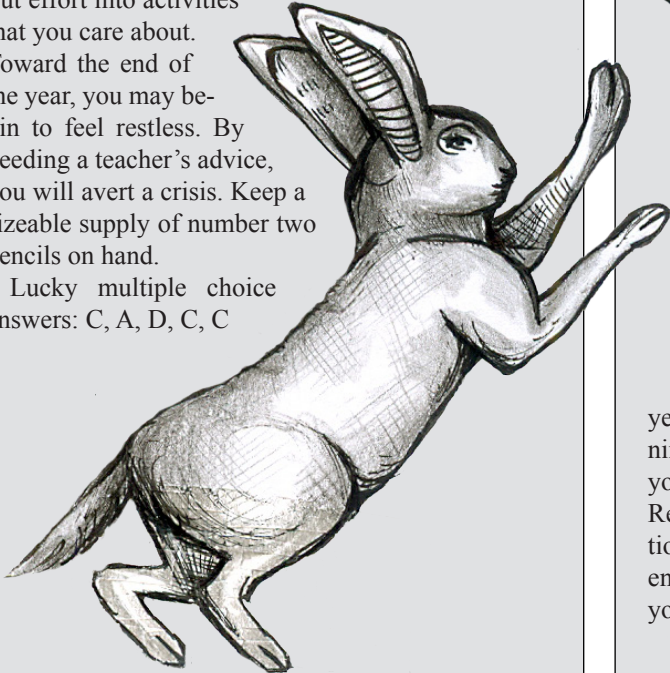 ut effort into activities
hat you care about.
oward the end of
he year, you may be-
in to feel restless. By
eeding a teacher’s advice,
ou will avert a crisis. Keep a
izeable supply of number two
encils on hand.
Lucky multiple choice
nswers: C, A, D, C, C
ye
ni
yo
Re
tio
en
yo